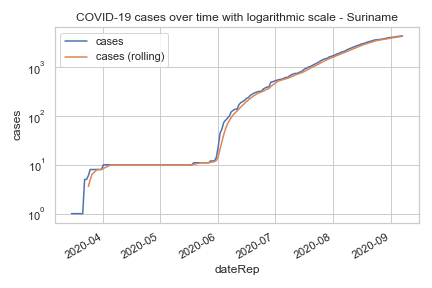 COVID-19 cases over time with logarithmic scale - Suriname
cases
cases (rolling)
10³
10²
10¹
10⁰
cases
2020-04
2020-05
2020-06
2020-07
2020-08
2020-09
dateRep